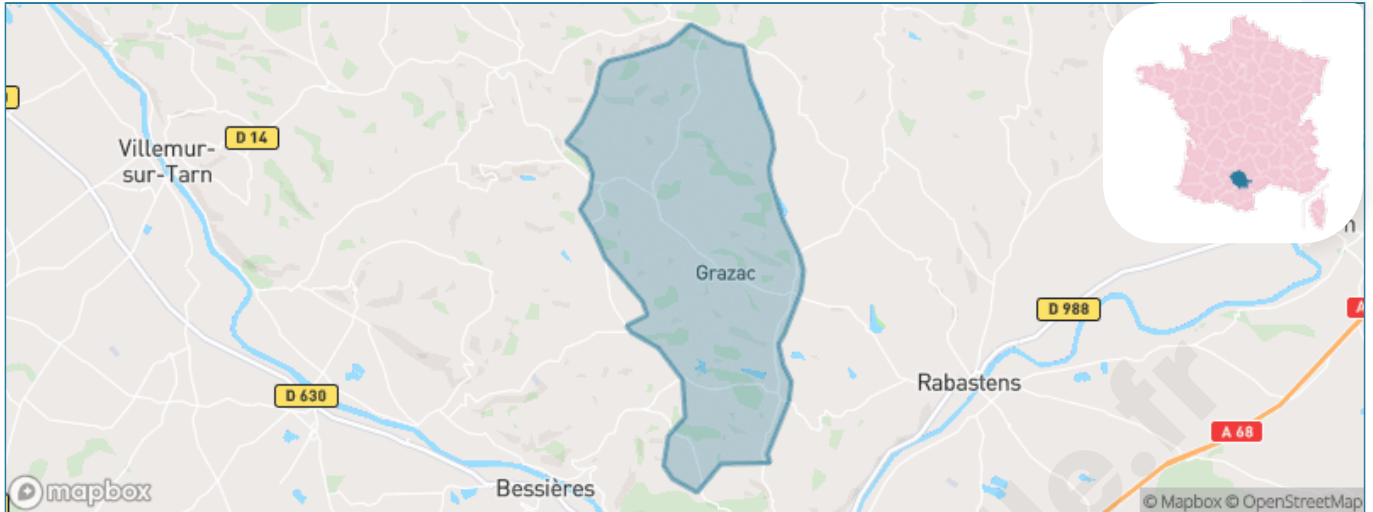 D 14
Villemur-
sur-Tarn
Grazac
D 988
D 630
Rabastens
A 68
Bessières
mapbox
© Mapbox © OpenStreetMap